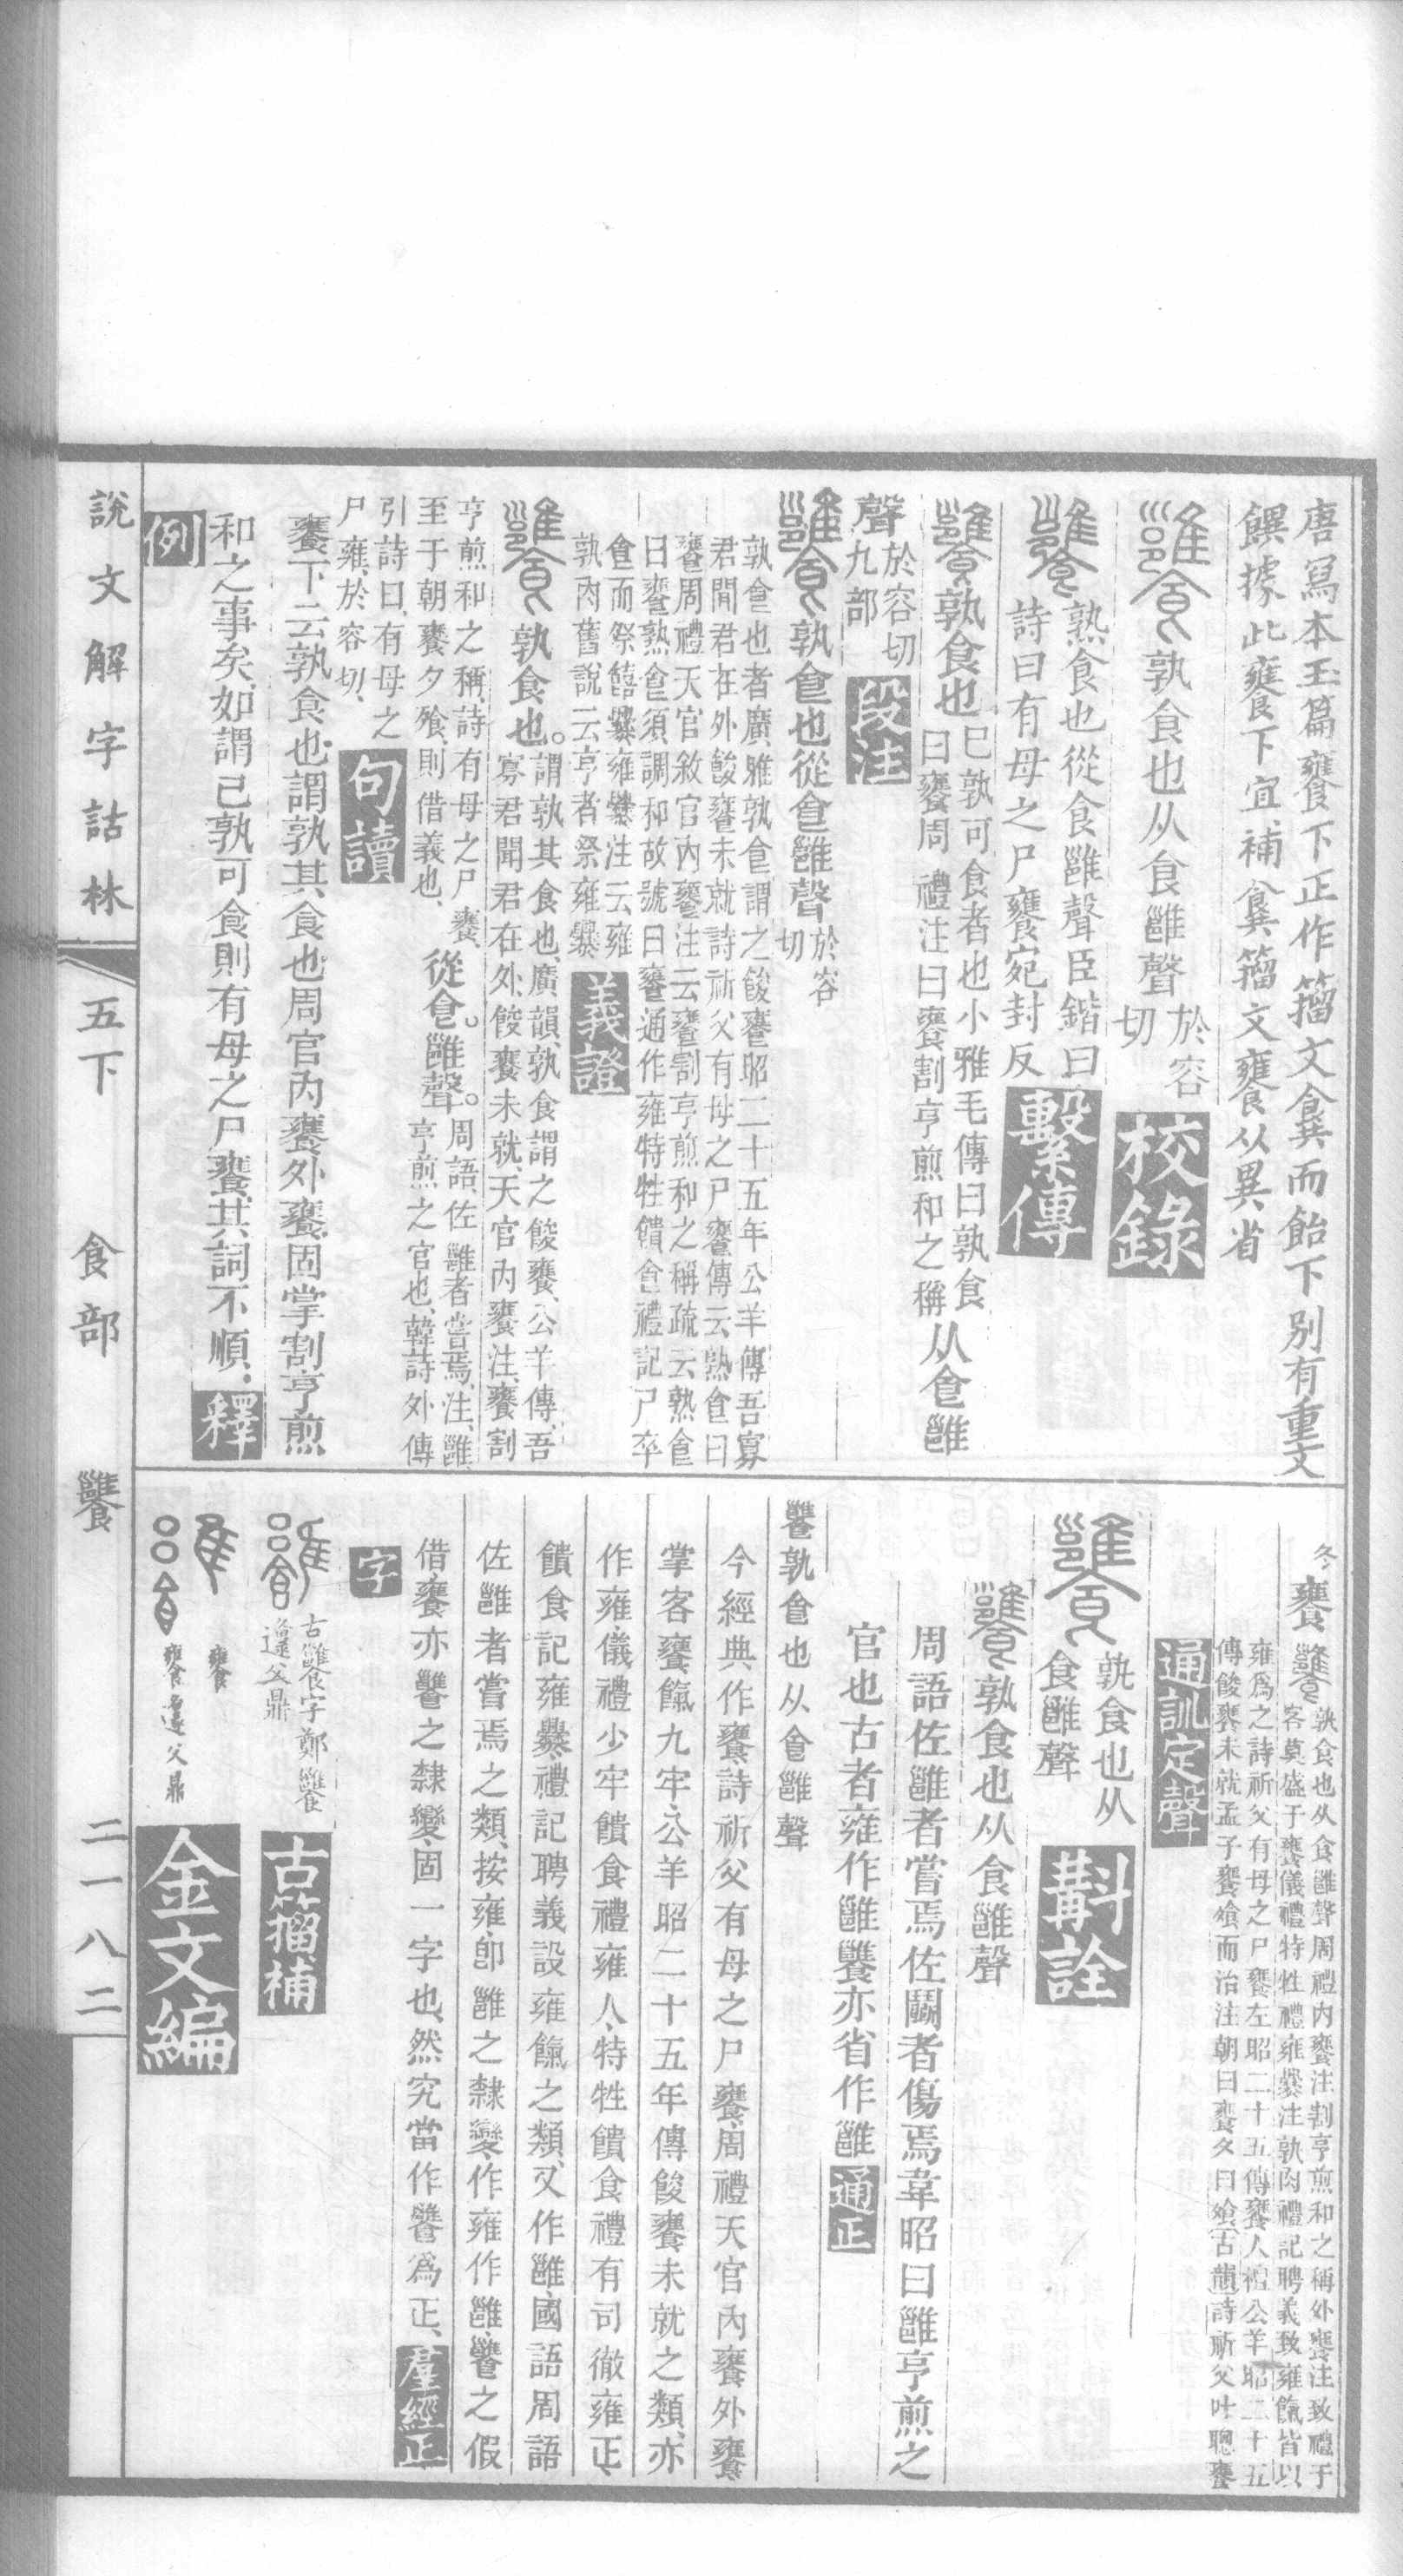 唐寫本玉篇饔下正作籀文㒹而飴下別有重文
饌據此饔下宜補籀文饔从異省
孰食也从食雝聲於容切 校錄
熟食也從食雝聲臣鍇曰
詩曰有母之尸饔宛封反 繫傳
孰食也巳孰可食者也小雅毛傳曰孰食
曰饔周禮注曰饔割亨煎和之稱从食雝
聲於容切
九部 段注
孰食也從食雝聲於容切
孰食也者廣雅孰食謂之餕饔昭二十五年公羊傳吾寡
君聞君在外餕饔未就詩祈父有母之尸饔傳云熟食曰
饔周禮天官敘官內饔注云饔割亨煎和之稱疏云熟食
曰饔熟食須調和故號曰饔通作雍特牲饋食禮記尸卒
食而祭饎爨雍爨注云雍
孰肉舊說云亨者祭雍爨 義證
孰食也。謂孰其食也、廣韻、孰食謂之餕饔、公羊傳、吾
寡君聞君在外、餕饔未就、天官內饔注、饔割
亨煎和之稱、詩有母之尸饔
至于朝饔夕飱、則借義也、
從食。雝聲。周語、佐雝者嘗焉、注、雝、
亨煎之官也、韓詩外傳
引詩曰、有母之
尸雍、於容切、
句讀
饔下云孰食也、謂孰其食也周官內饔外饔、固掌割亨煎
和之事矣、如謂已孰可食、則有母之尸饔、其詞不順、釋
例
冬
饔孰食也从食雝聲周禮內饔注割亨煎和之稱外饔注致禮于
客莫盛于饔儀禮特牲禮雍爨注孰肉禮記聘義致雍餼皆以
雍爲之詩祈父有母之尸饔左昭二十五傳饔人檀公羊昭二十五
傳餕饔未就孟子饔飧而治注朝曰饔夕曰飧古韻詩祈父叶聰饔
通訓定聲
孰食也从
食雝聲 斠詮
孰食也从食雝聲
周語佐雝者嘗焉佐鬭者傷焉韋昭曰雝亨煎之
官也古者雍作雝饔亦省作雝 通正
饔孰食也从食雝聲
今經典作饔、詩祈父有母之尸饔、周禮天官內饔外饔
掌客饔餼九牢、公羊昭二十五年傳餕饔未就之類、亦
作雍、儀禮少牢饋食禮雍人、特牲饋食禮有司徹雍正、
饋食記雍爨、禮記聘義設雍餼之類、又作雝、國語周語
佐雝者嘗焉之類、按雍、卽雝之隸變、作雍作雝、饔之假
借、饔亦饔之隸變、固一字也、然究當作饔爲正、羣經正
字
古饔字鄭饔
邍父鼎 古籀補
饔
饔邍父鼎 金文編
說文解字詁林 五下 食部 饔 二一八二